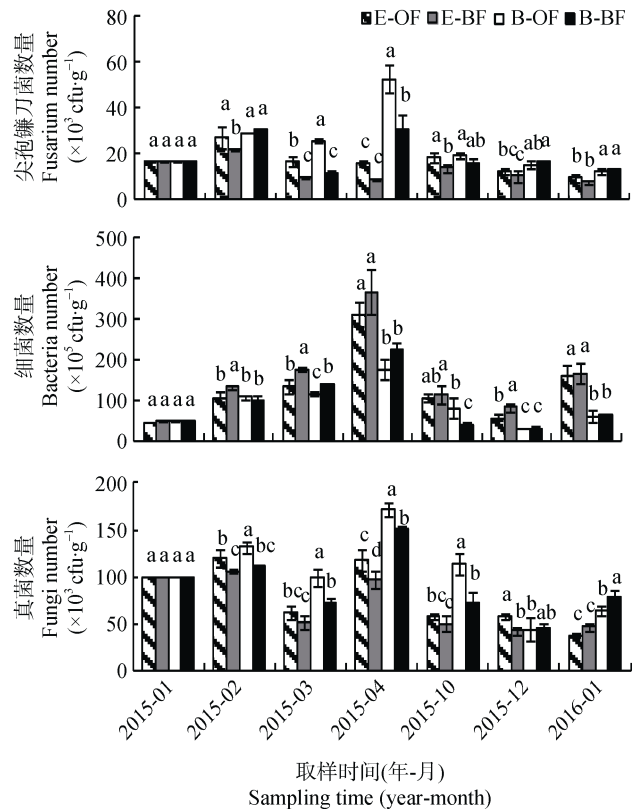 E-OF E-BF B-OF B-BF
尖孢镰刀菌数量
Fusarium number
(×10³ cfu·g⁻¹)
80
60
40
20
0
a a a a
a b a a
b c a c
c c a b
a b a ab
bc c ab a
b b a a
细菌数量
Bacteria number
(×10⁵ cfu·g⁻¹)
500
400
300
200
100
0
a a a a
b a b b
b a c b
a a b b
ab a b c
b a c c
a a b b
真菌数量
Fungi number
(×10³ cfu·g⁻¹)
200
150
100
50
0
a a a a
b c a bc
bc c a b
c d a b
bc c a b
a b b ab
c c b a
2015-01
2015-02
2015-03
2015-04
2015-10
2015-12
2016-01
取样时间(年-月)
Sampling time (year-month)